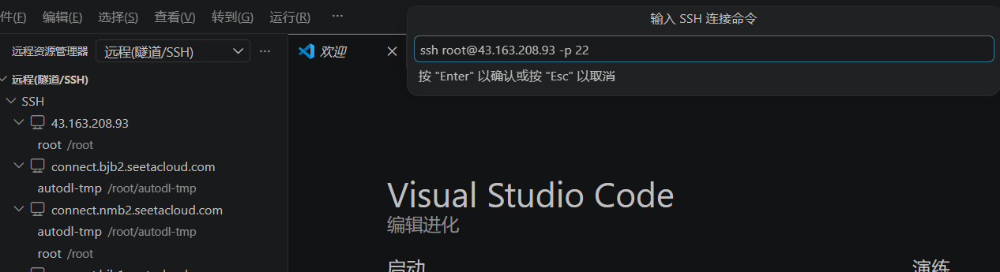 件(F) 编辑(E) 选择(S) 查看(V) 转到(G) 运行(R) ···
输入 SSH 连接命令
ssh root@43.163.208.93 -p 22
按 "Enter" 以确认或按 "Esc" 以取消
远程资源管理器 远程(隧道/SSH) ···
欢迎
远程(隧道/SSH)
SSH
43.163.208.93
root /root
connect.bjb2.seetacloud.com
autodl-tmp /root/autodl-tmp
connect.nmb2.seetacloud.com
autodl-tmp /root/autodl-tmp
root /root
Visual Studio Code
编辑进化
启动
演练